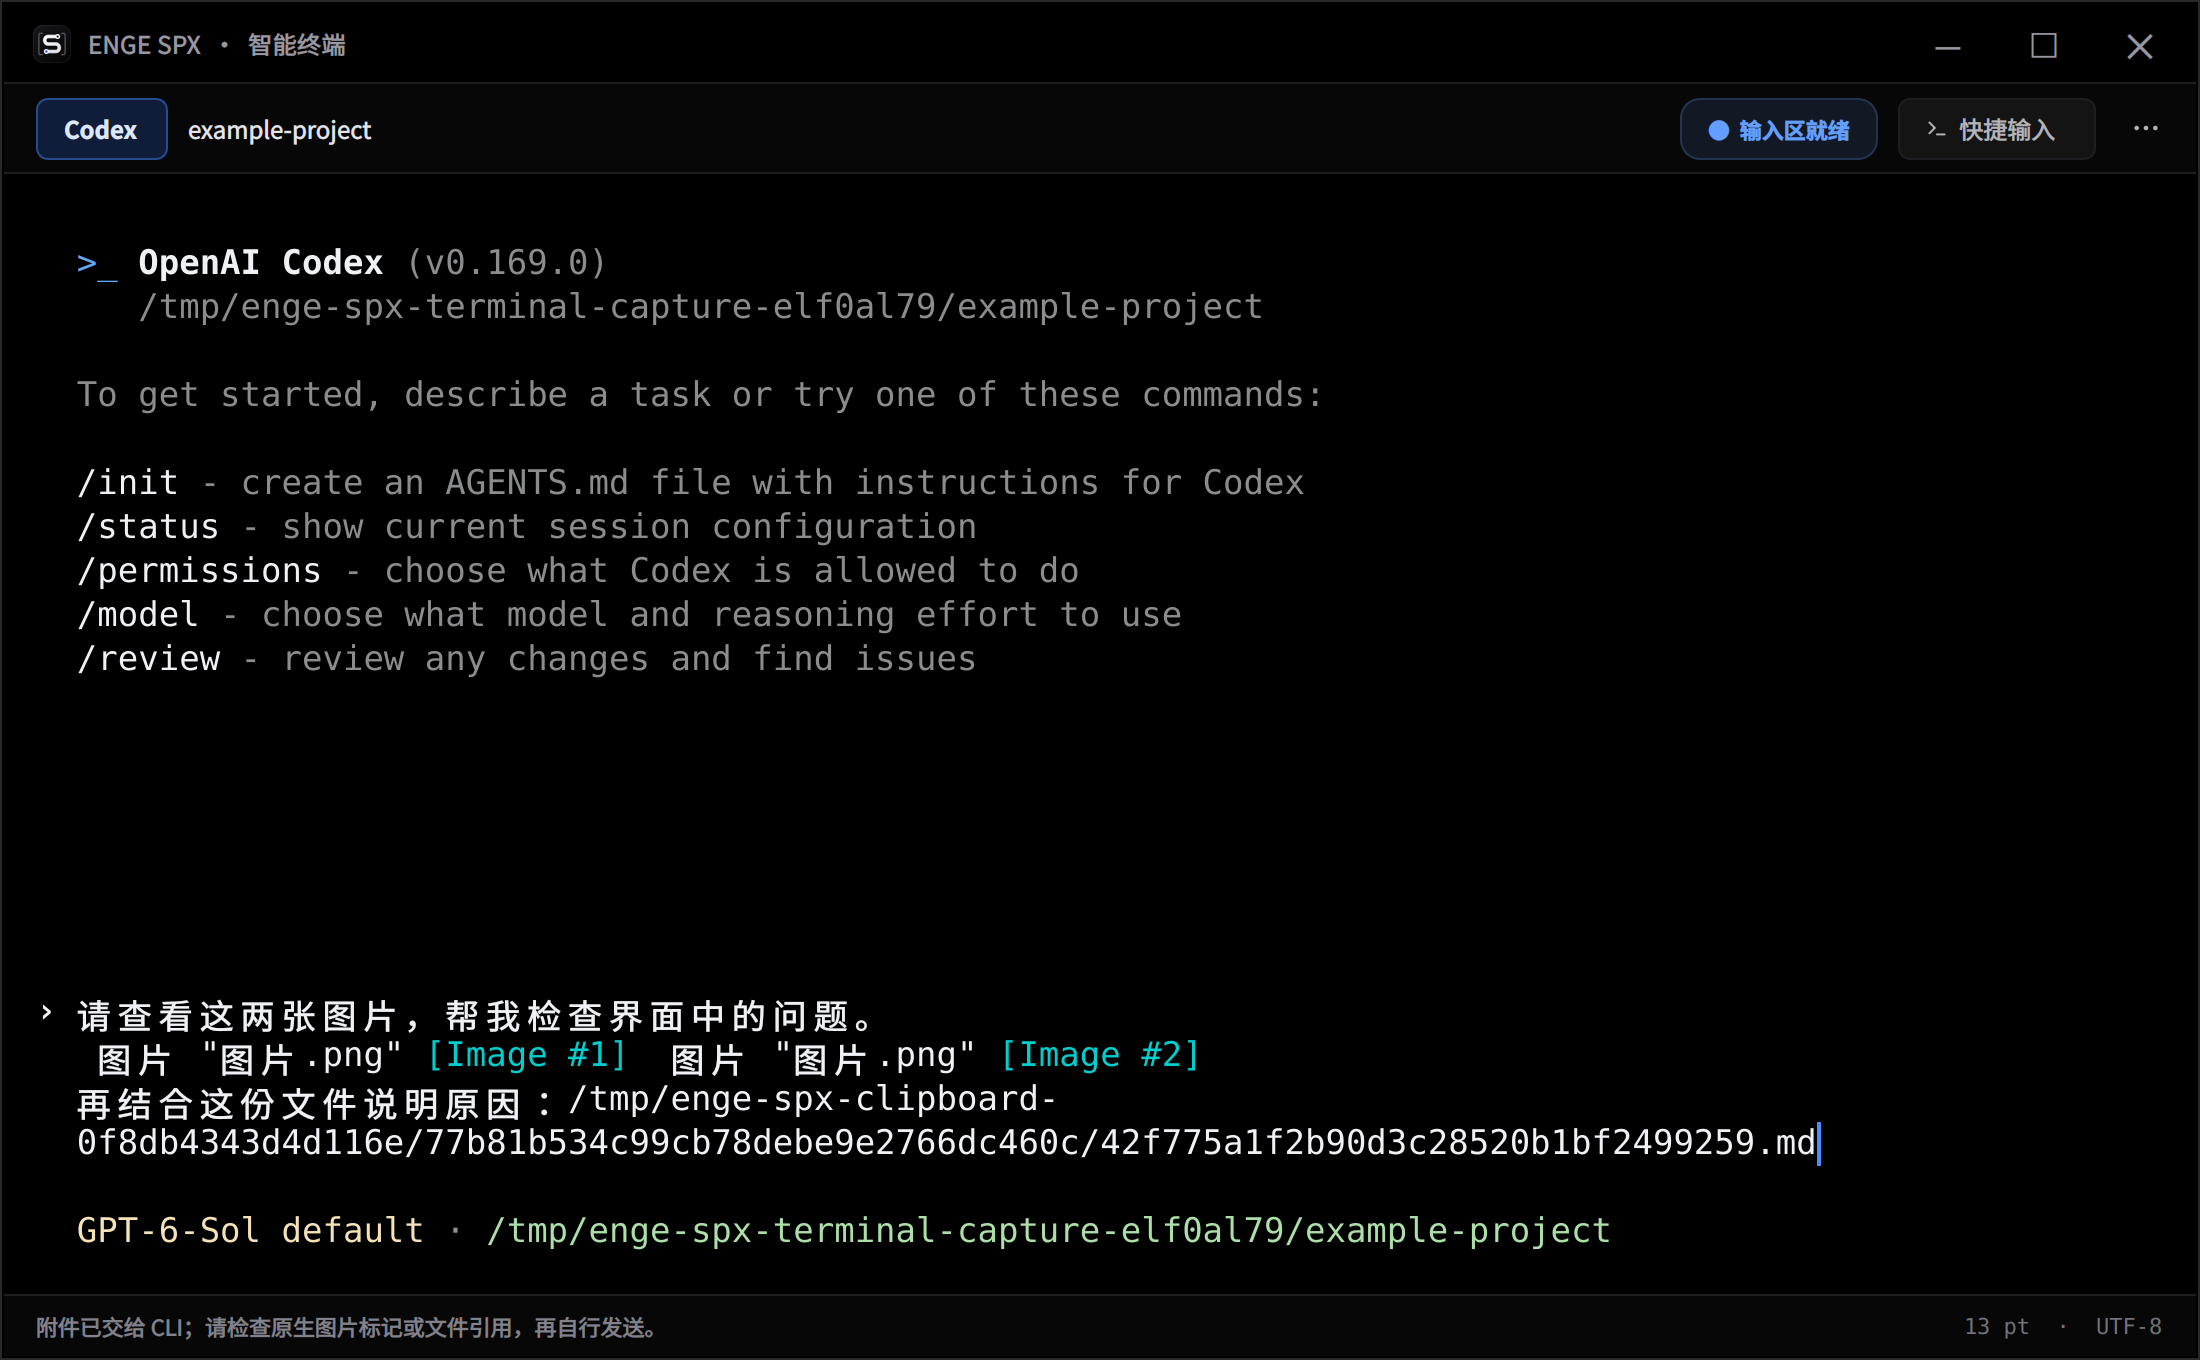 ENGE SPX • 智能终端
Codex example-project
输入区就绪 >_ 快捷输入 ...
>_ OpenAI Codex (v0.169.0)
/tmp/enge-spx-terminal-capture-elf0al79/example-project
To get started, describe a task or try one of these commands:
/init - create an AGENTS.md file with instructions for Codex
/status - show current session configuration
/permissions - choose what Codex is allowed to do
/model - choose what model and reasoning effort to use
/review - review any changes and find issues
› 请查看这两张图片，帮我检查界面中的问题。
图片 "图片.png" [Image #1] 图片 "图片.png" [Image #2]
再结合这份文件说明原因：/tmp/enge-spx-clipboard-
0f8db4343d4d116e/77b81b534c99cb78debe9e2766dc460c/42f775a1f2b90d3c28520b1bf2499259.md
GPT-6-Sol default · /tmp/enge-spx-terminal-capture-elf0al79/example-project
附件已交给 CLI；请检查原生图片标记或文件引用，再自行发送。
13 pt · UTF-8